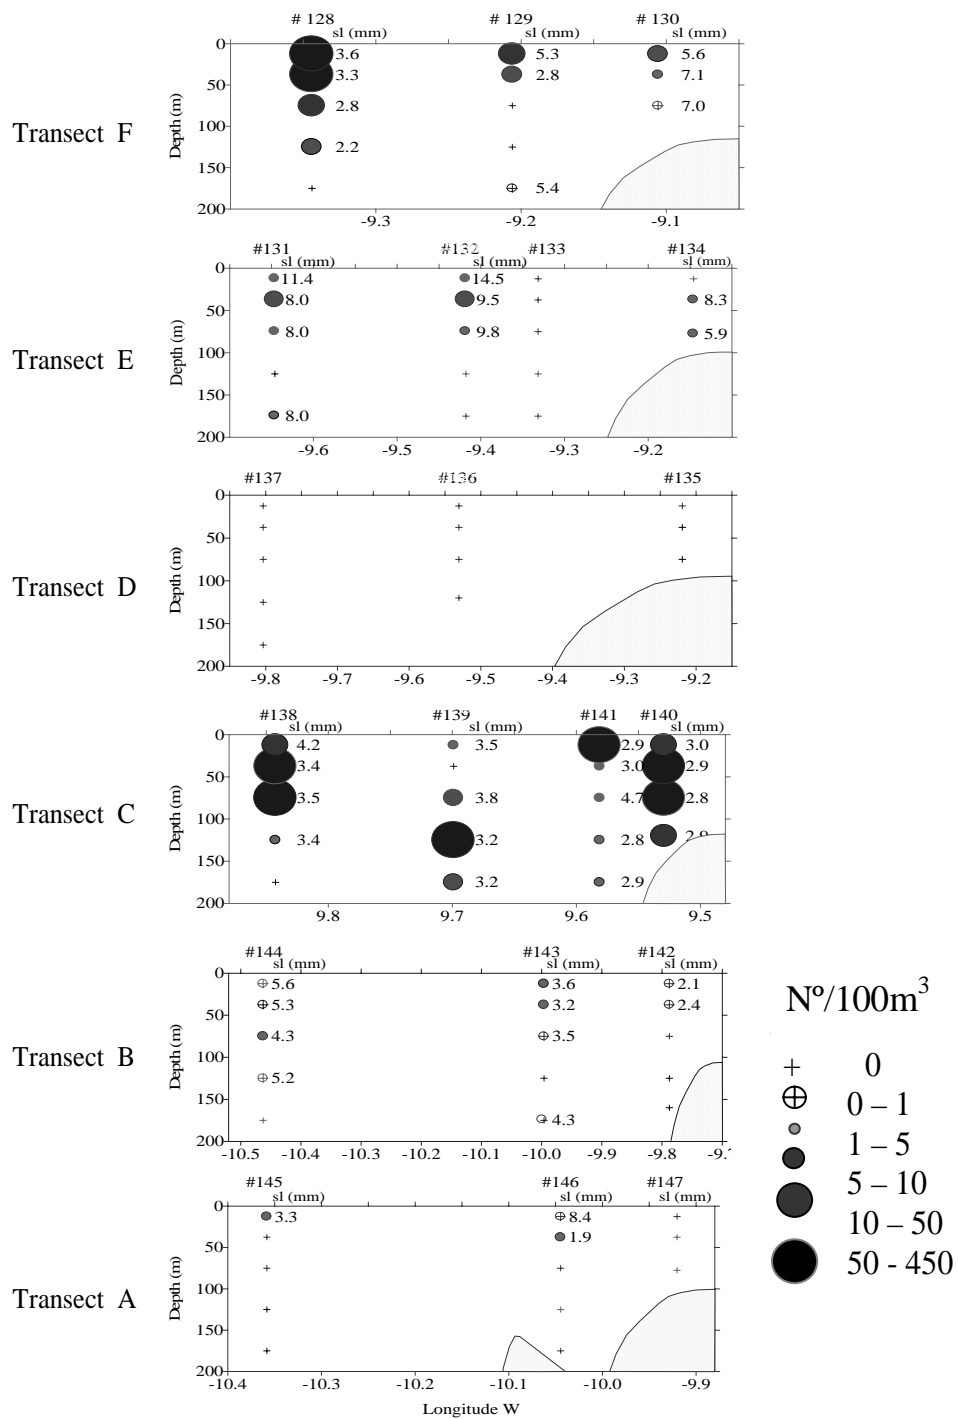 # 128 # 129 # 130
sl (mm) sl (mm) sl (mm)
Transect F
Depth (m)
0
50
100
150
200
3.6 5.3 5.6
3.3 2.8 7.1
2.8 7.0
2.2
5.4
-9.3 -9.2 -9.1
#131 #132 #133 #134
sl (mm) sl (mm) sl (mm)
Transect E
Depth (m)
0
50
100
150
200
11.4 14.5
8.0 9.5 8.3
8.0 9.8 5.9
8.0
-9.6 -9.5 -9.4 -9.3 -9.2
#137 #136 #135
Transect D
Depth (m)
0
50
100
150
200
-9.8 -9.7 -9.6 -9.5 -9.4 -9.3 -9.2
#138 #139 #141 #140
sl (mm) sl (mm) sl (mm)
Transect C
Depth (m)
0
50
100
150
200
4.2 3.5 2.9 3.0
3.4 3.0 2.9
3.5 3.8 4.7 2.8
3.4 3.2 2.8 2.9
3.2 2.9
9.8 9.7 9.6 9.5
#144 #143 #142
sl (mm) sl (mm) sl (mm)
Transect B
Depth (m)
0
50
100
150
200
5.6 3.6 2.1
5.3 3.2 2.4
4.3 3.5
5.2
4.3
-10.5 -10.4 -10.3 -10.2 -10.1 -10.0 -9.9 -9.8
#145 #146 #147
sl (mm) sl (mm)
Transect A
Depth (m)
0
50
100
150
200
3.3 8.4
1.9
-10.4 -10.3 -10.2 -10.1 -10.0 -9.9
Longitude W
Nº/100m³
0
0 – 1
1 – 5
5 – 10
10 – 50
50 - 450